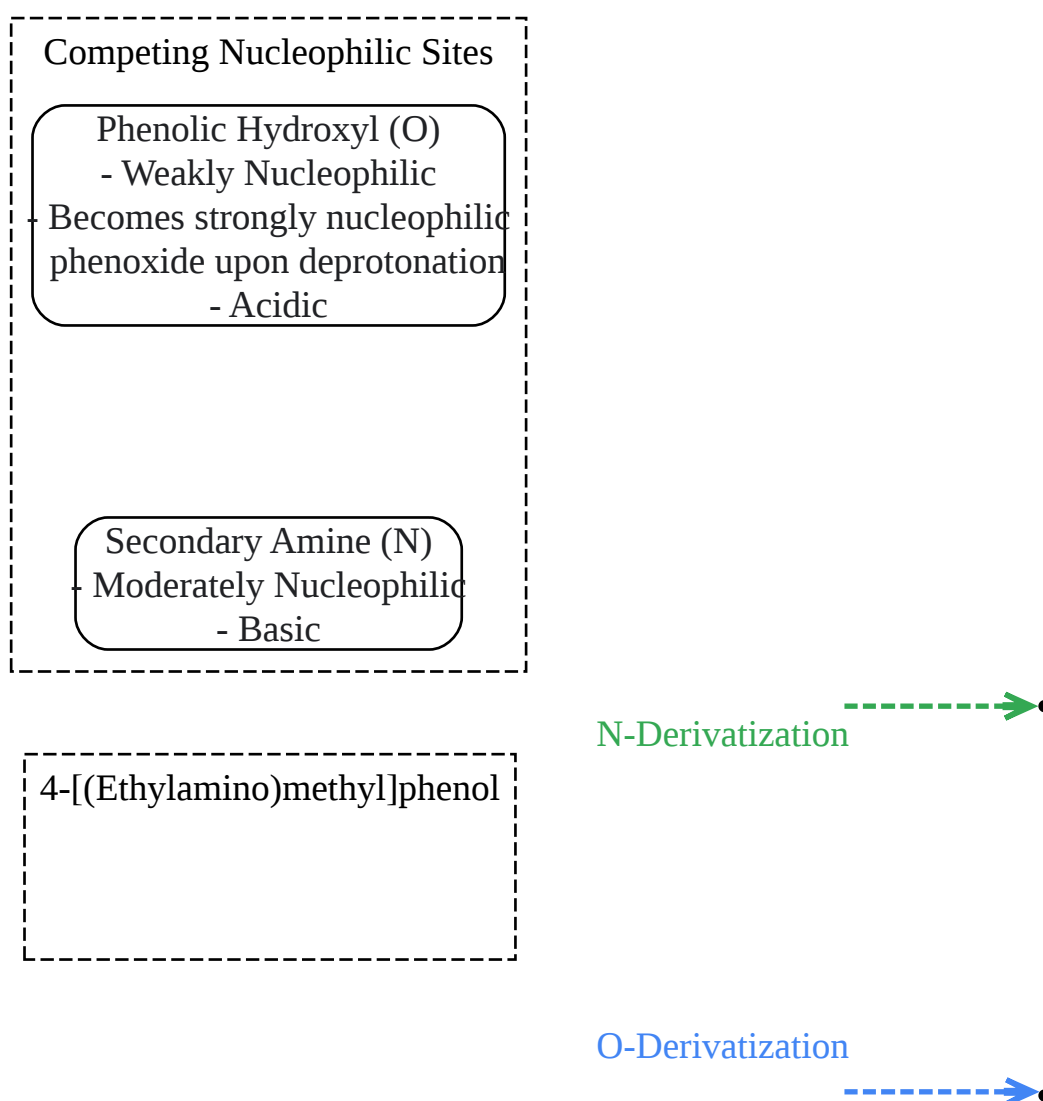 Competing Nucleophilic Sites
Phenolic Hydroxyl (O)
- Weakly Nucleophilic
- Becomes strongly nucleophilic
phenoxide upon deprotonation
- Acidic
Secondary Amine (N)
- Moderately Nucleophilic
- Basic
N-Derivatization
4-[(Ethylamino)methyl]phenol
O-Derivatization